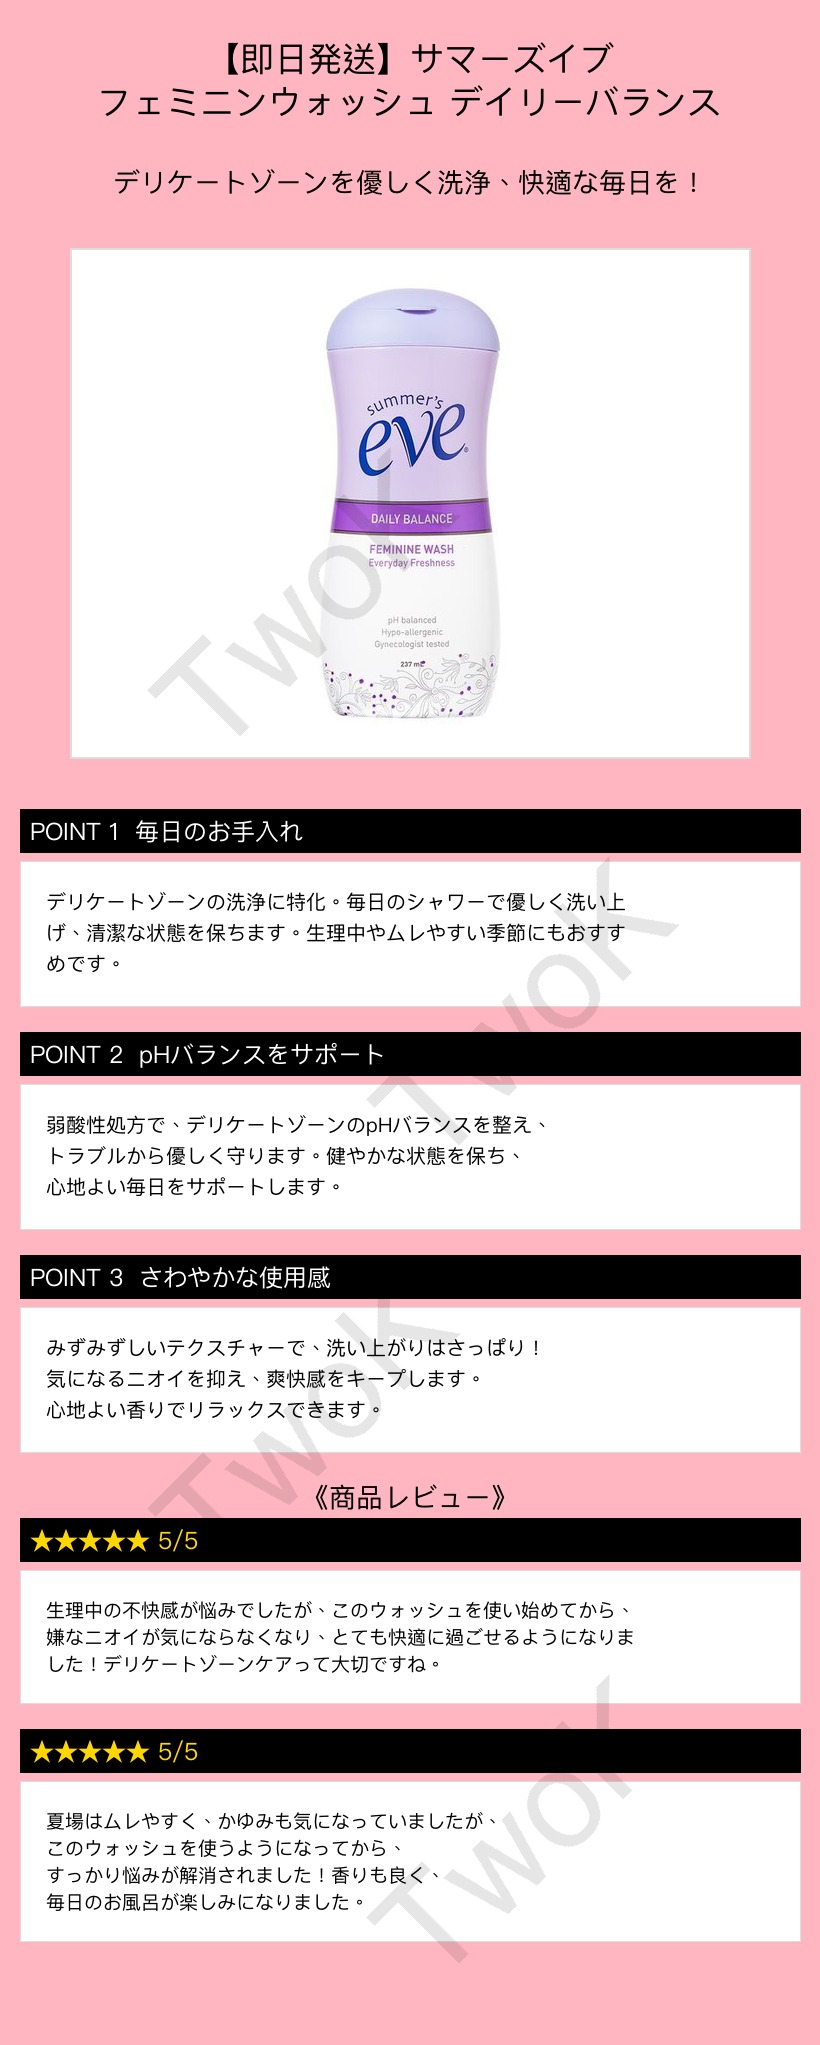 【即日発送】サマーズイブ
フェミニンウォッシュ デイリーバランス
デリケートゾーンを優しく洗浄、快適な毎日を！
summer's
eve®
DAILY BALANCE
FEMININE WASH
Everyday Freshness
pH balanced
Hypo-allergenic
Gynecologist tested
237 mL
TwoK
POINT 1 毎日のお手入れ
デリケートゾーンの洗浄に特化。毎日のシャワーで優しく洗い上
げ、清潔な状態を保ちます。生理中やムレやすい季節にもおすす
めです。
TwoK
POINT 2 pHバランスをサポート
弱酸性処方で、デリケートゾーンのpHバランスを整え、
トラブルから優しく守ります。健やかな状態を保ち、
心地よい毎日をサポートします。
POINT 3 さわやかな使用感
みずみずしいテクスチャーで、洗い上がりはさっぱり！
気になるニオイを抑え、爽快感をキープします。
心地よい香りでリラックスできます。
TwoK
《商品レビュー》
★★★★★ 5/5
生理中の不快感が悩みでしたが、このウォッシュを使い始めてから、
嫌なニオイが気にならなくなり、とても快適に過ごせるようになりま
した！デリケートゾーンケアって大切ですね。
★★★★★ 5/5
夏場はムレやすく、かゆみも気になっていましたが、
このウォッシュを使うようになってから、
すっかり悩みが解消されました！香りも良く、
毎日のお風呂が楽しみになりました。
TwoK